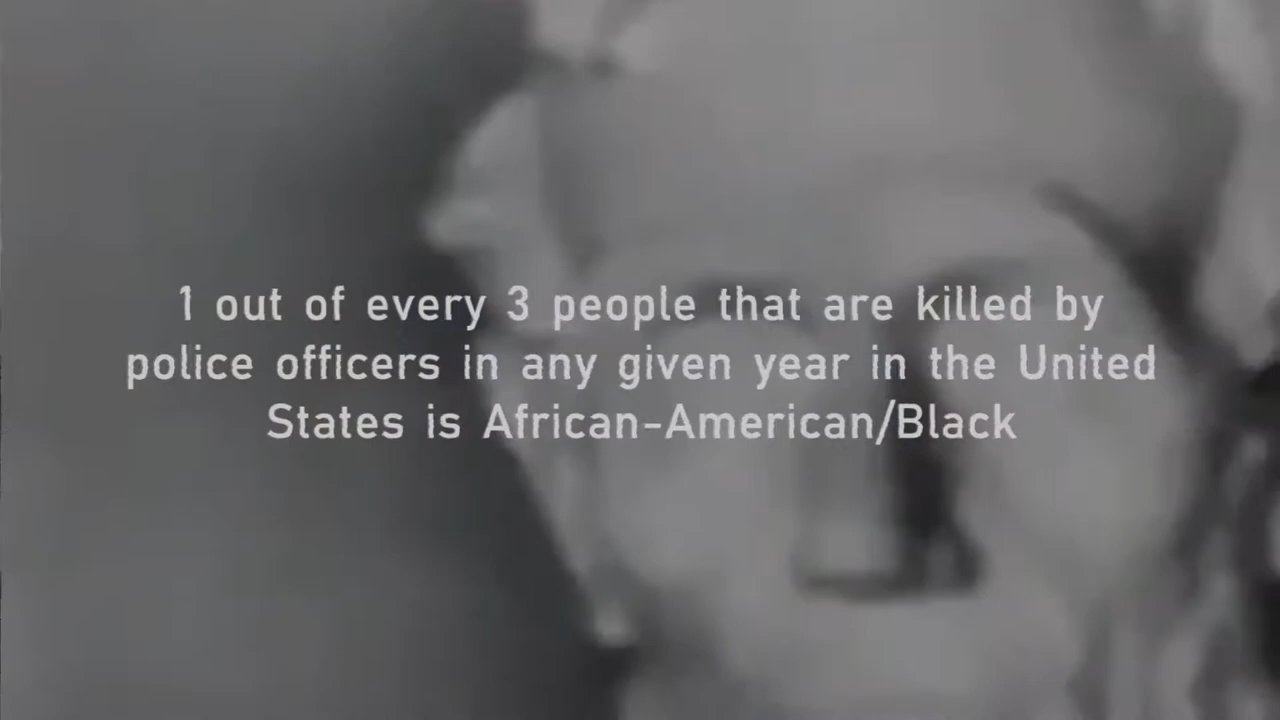 1 out of every 3 people that are killed by
police officers in any given year in the United
States is African-American/Black